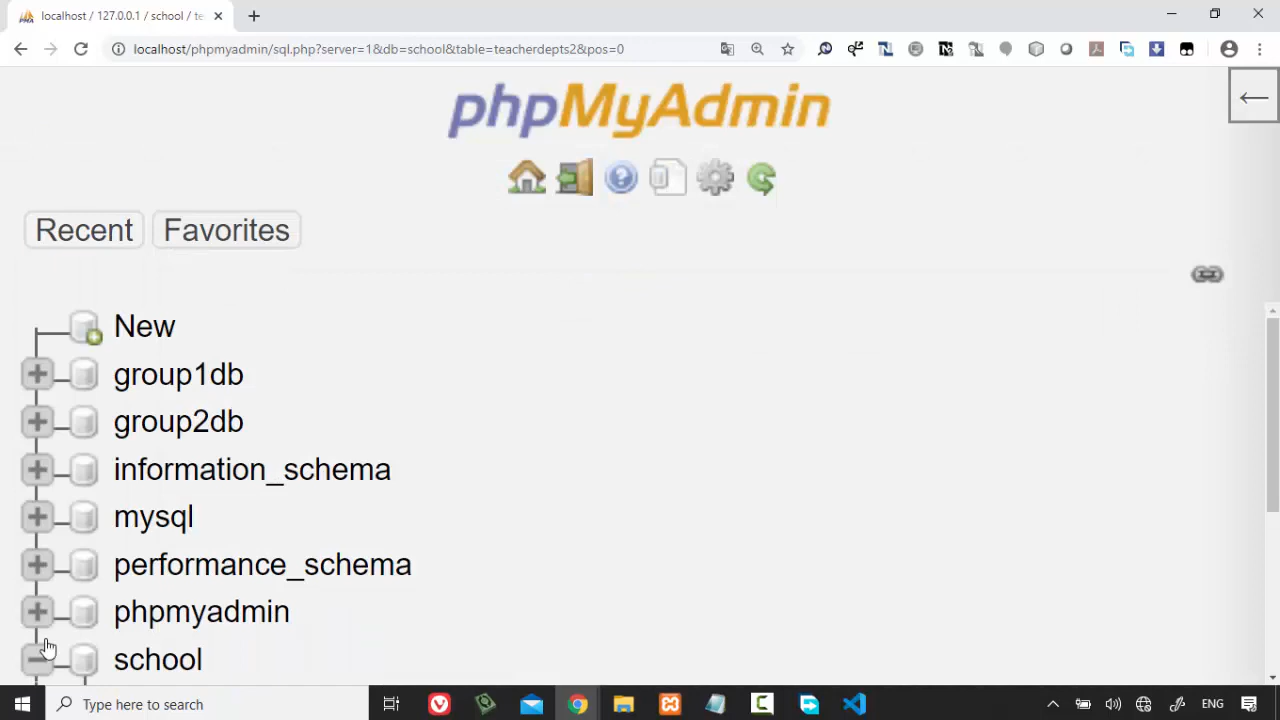 localhost / 127.0.0.1 / school / te
localhost/phpmyadmin/sql.php?server=1&db=school&table=teacherdepts2&pos=0
phpMyAdmin
Recent Favorites
New
group1db
group2db
information_schema
mysql
performance_schema
phpmyadmin
school
Type here to search
ENG